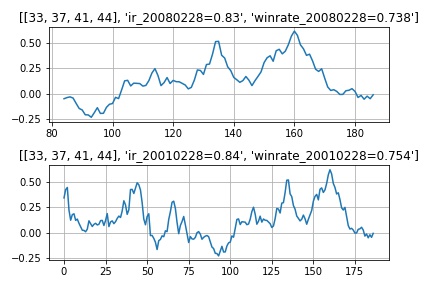 [[33, 37, 41, 44], 'ir_20080228=0.83', 'winrate_20080228=0.738']
0.50
0.25
0.00
−0.25
80 100 120 140 160 180
[[33, 37, 41, 44], 'ir_20010228=0.84', 'winrate_20010228=0.754']
0.50
0.25
0.00
−0.25
0 25 50 75 100 125 150 175